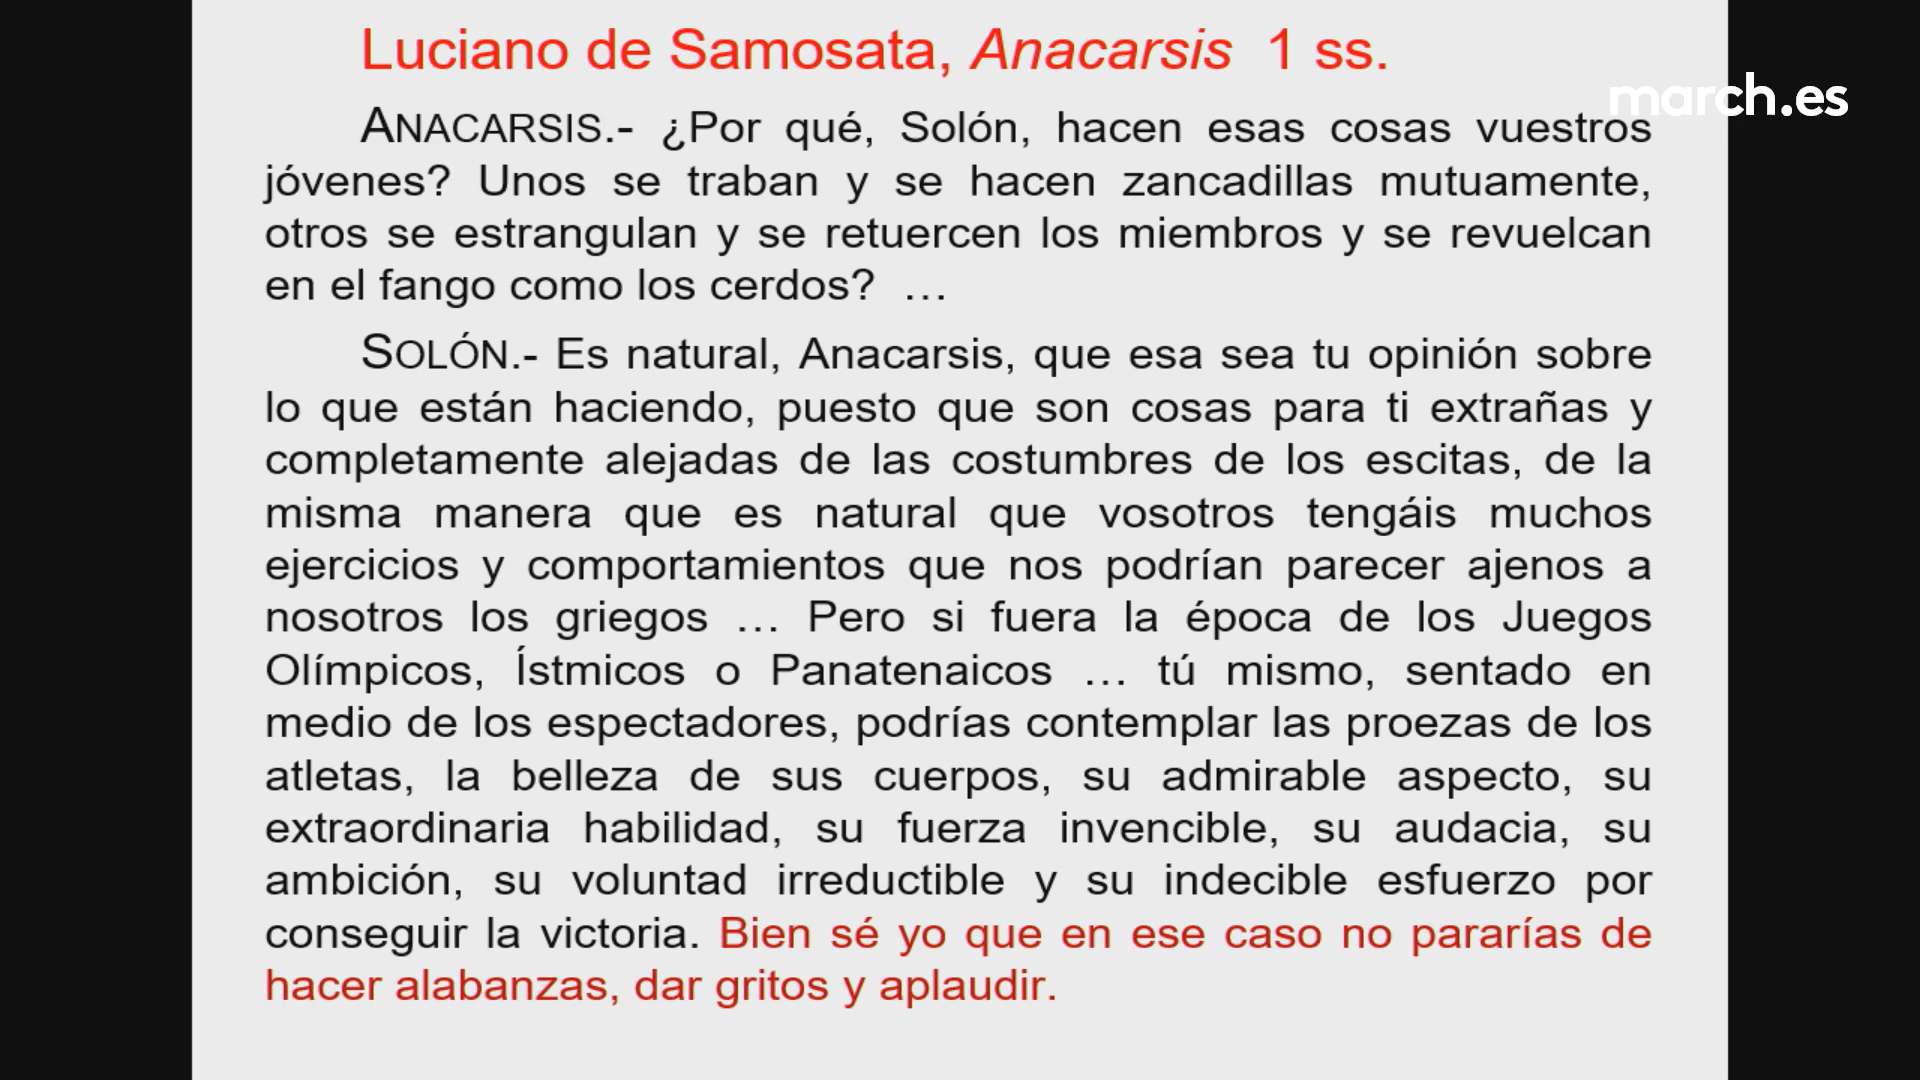 Luciano de Samosata, Anacarsis 1 ss.
march.es
ANACARSIS.- ¿Por qué, Solón, hacen esas cosas vuestros
jóvenes? Unos se traban y se hacen zancadillas mutuamente,
otros se estrangulan y se retuercen los miembros y se revuelcan
en el fango como los cerdos? …
SOLÓN.- Es natural, Anacarsis, que esa sea tu opinión sobre
lo que están haciendo, puesto que son cosas para ti extrañas y
completamente alejadas de las costumbres de los escitas, de la
misma manera que es natural que vosotros tengáis muchos
ejercicios y comportamientos que nos podrían parecer ajenos a
nosotros los griegos … Pero si fuera la época de los Juegos
Olímpicos, Ístmicos o Panatenaicos … tú mismo, sentado en
medio de los espectadores, podrías contemplar las proezas de los
atletas, la belleza de sus cuerpos, su admirable aspecto, su
extraordinaria habilidad, su fuerza invencible, su audacia, su
ambición, su voluntad irreductible y su indecible esfuerzo por
conseguir la victoria. Bien sé yo que en ese caso no pararías de
hacer alabanzas, dar gritos y aplaudir.